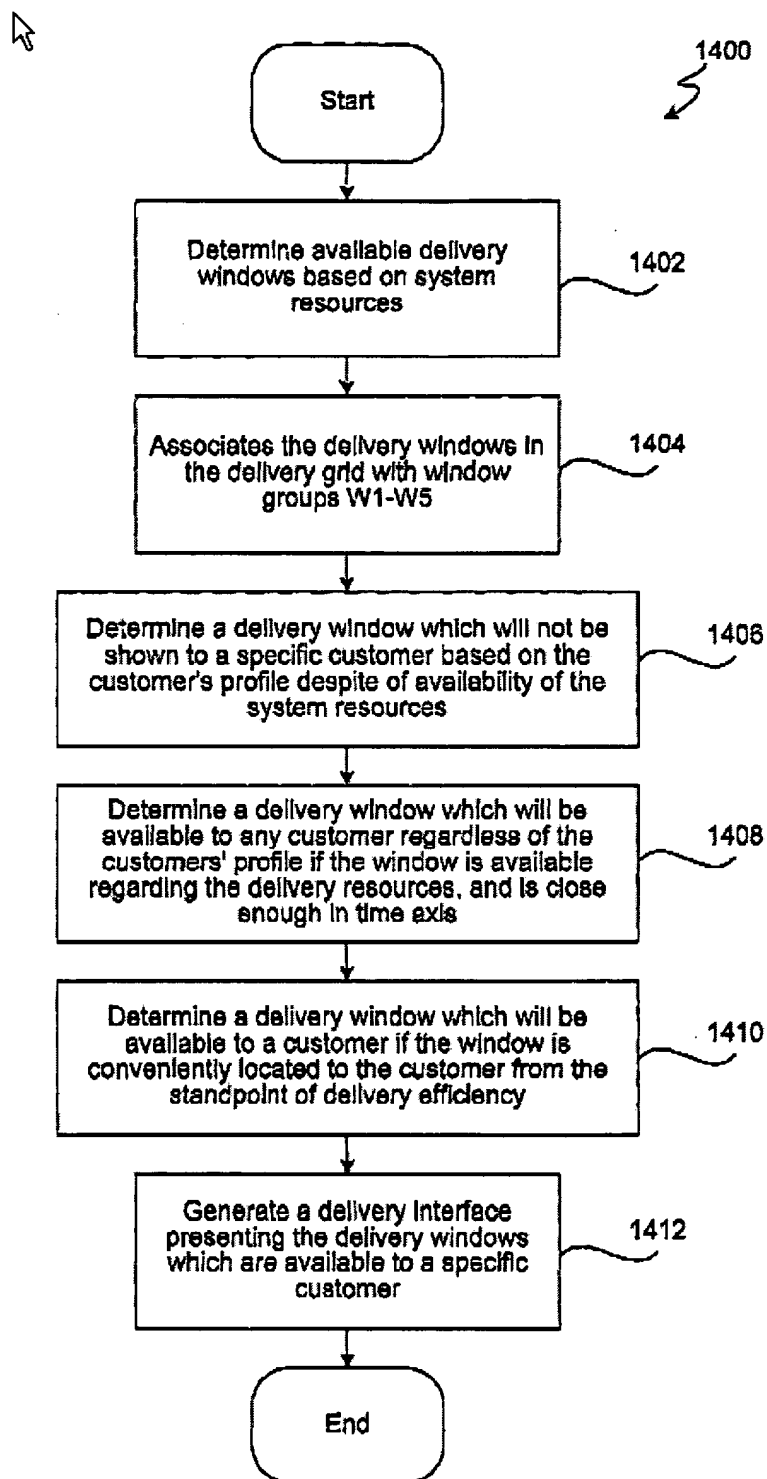 1400
Start
Determine available delivery
windows based on system
resources
1402
Associates the delivery windows in
the delivery grid with window
groups W1-W5
1404
Determine a delivery window which will not be
shown to a specific customer based on the
customer's profile despite of availability of the
system resources
1406
Determine a delivery window which will be
available to any customer regardless of the
customers' profile if the window is available
regarding the delivery resources, and is close
enough in time axis
1408
Determine a delivery window which will be
available to a customer if the window is
conveniently located to the customer from the
standpoint of delivery efficiency
1410
Generate a delivery interface
presenting the delivery windows
which are available to a specific
customer
1412
End